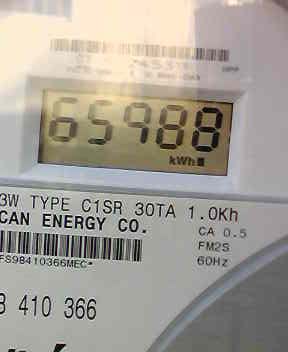 65988
kWh
3W TYPE C1SR 30TA 1.0Kh
CAN ENERGY CO.
CA 0.5
FM2S
60Hz
FS98410366MEC*
8 410 366